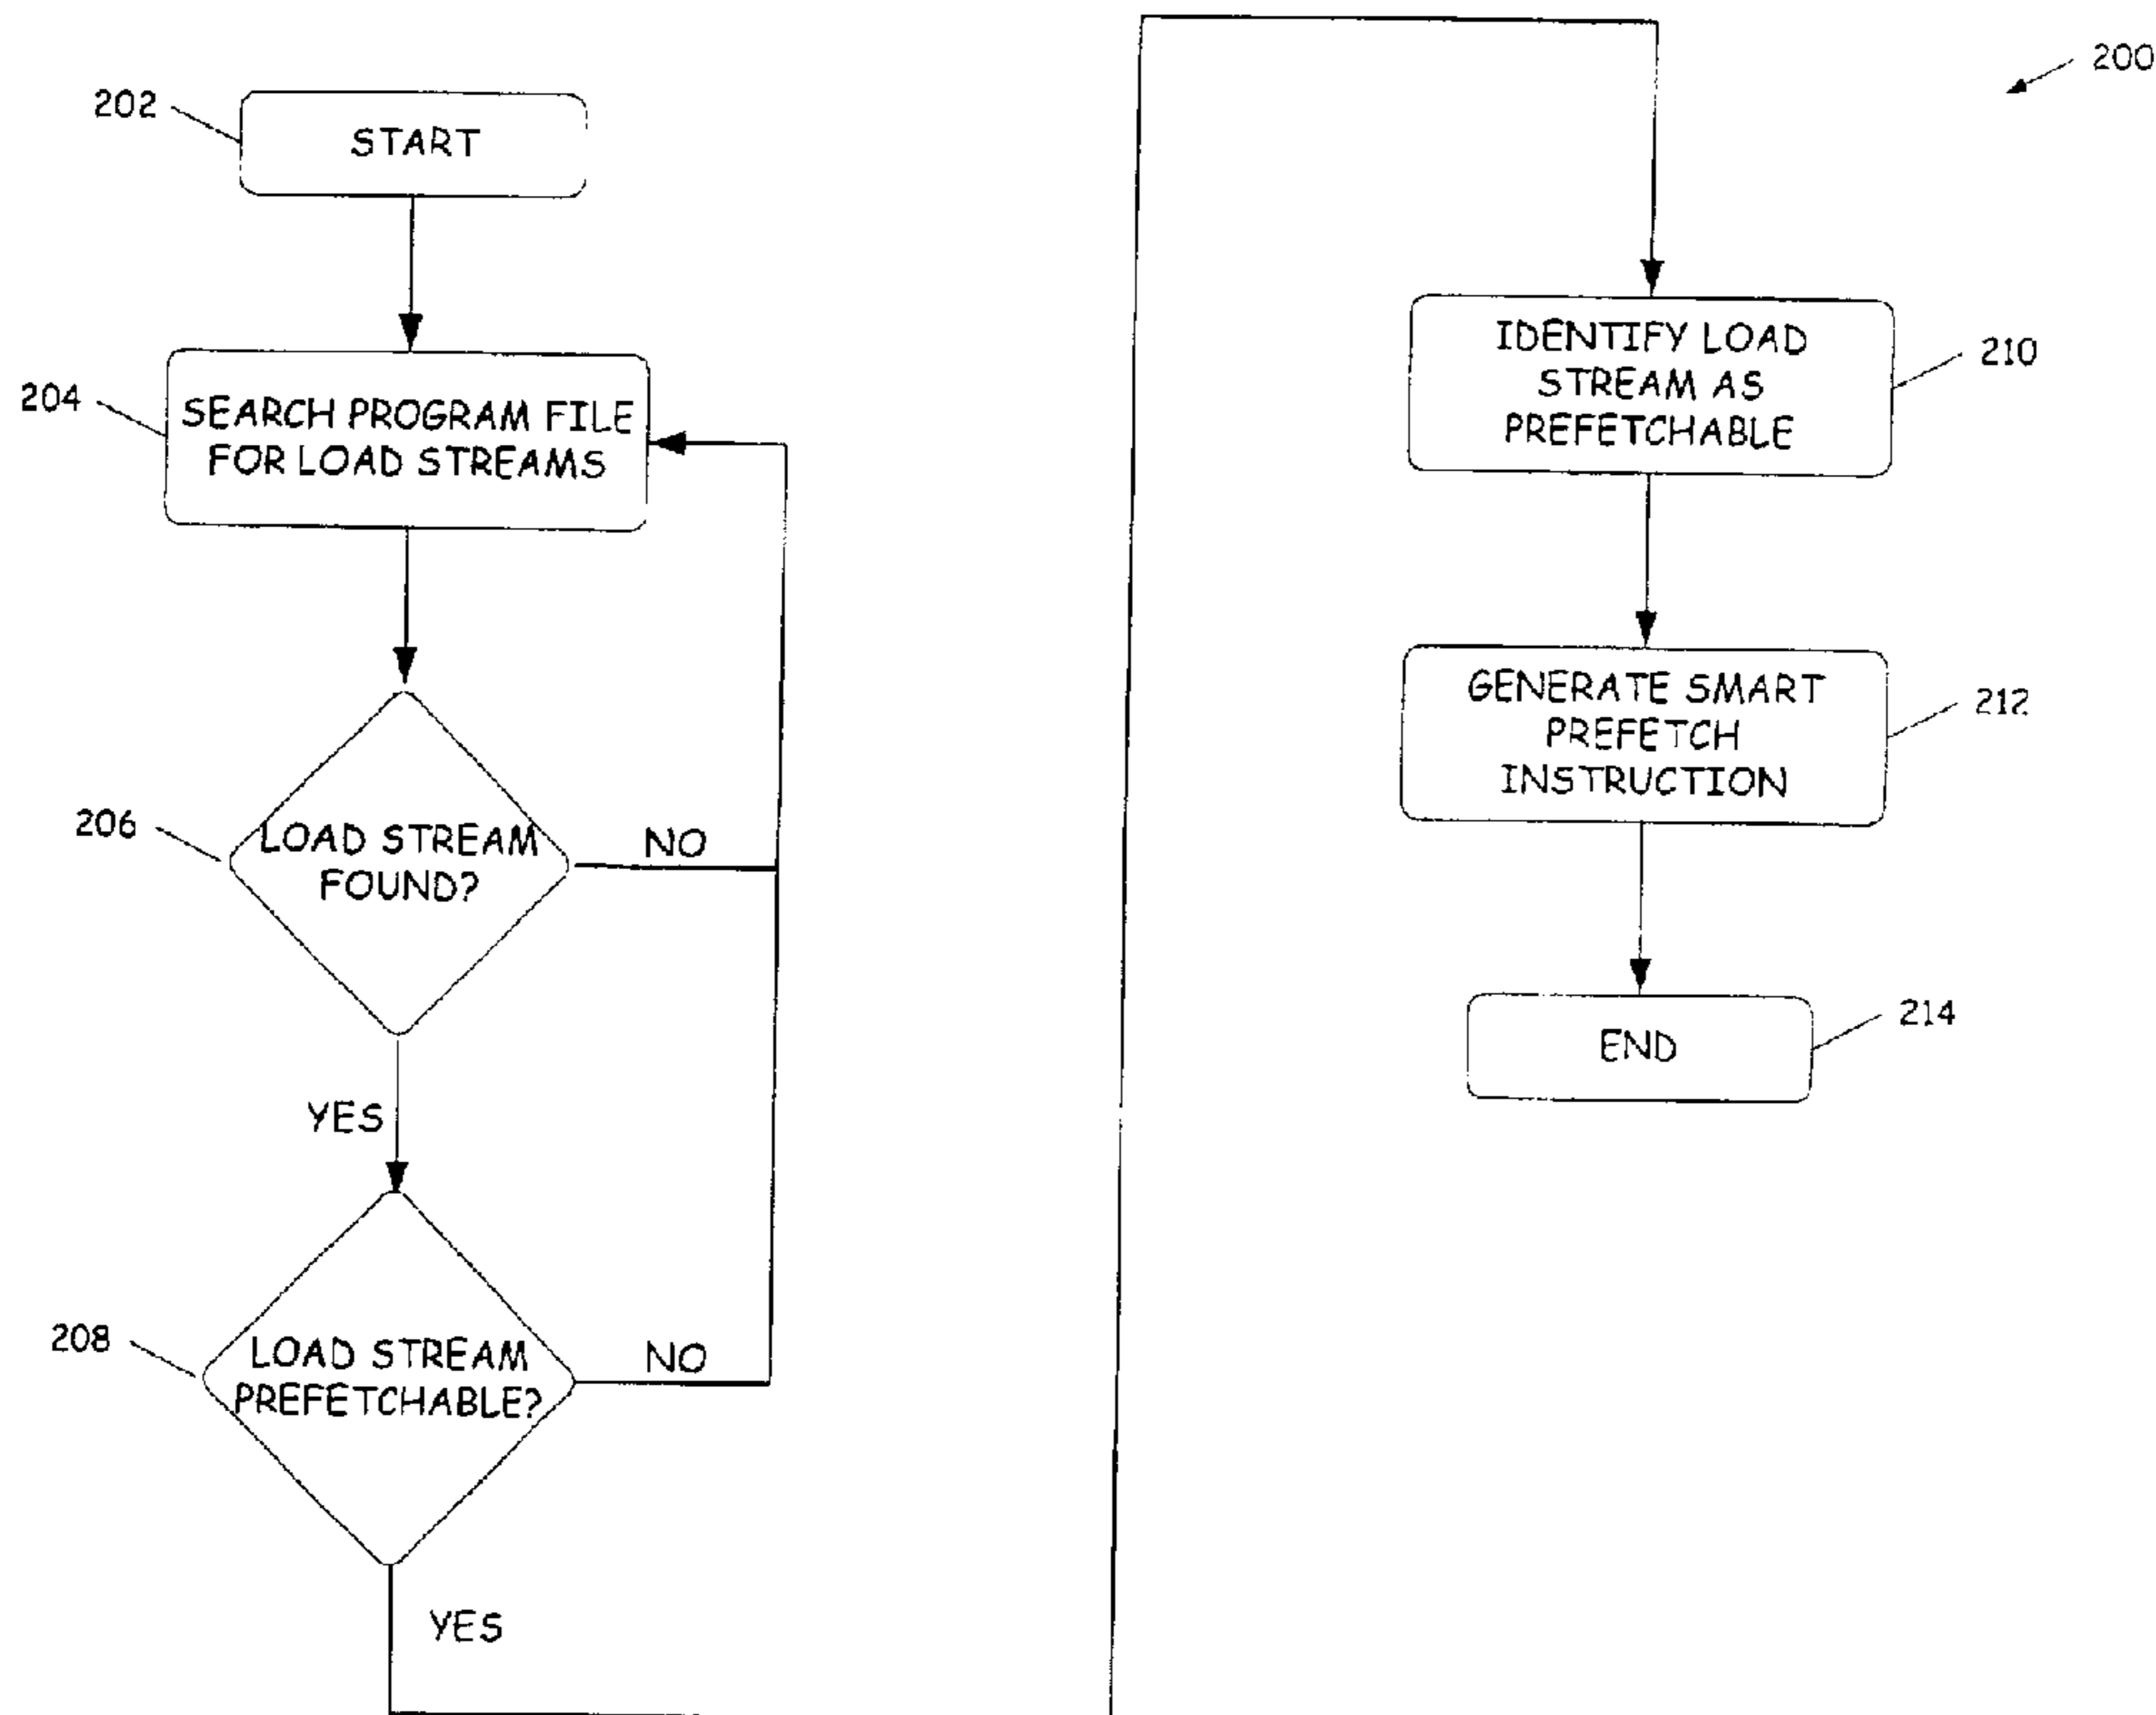 200
202
START
204
SEARCH PROGRAM FILE
FOR LOAD STREAMS
206
LOAD STREAM
FOUND?
NO
YES
208
LOAD STREAM
PREFETCHABLE?
NO
YES
IDENTIFY LOAD
STREAM AS
PREFETCHABLE
210
GENERATE SMART
PREFETCH
INSTRUCTION
212
END
214